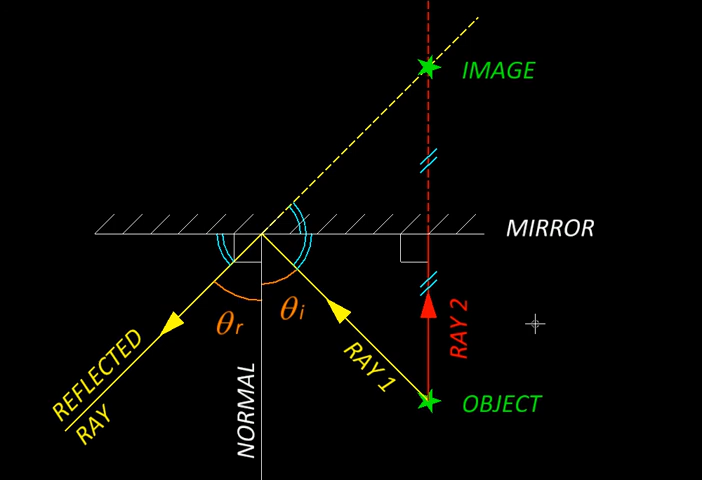 IMAGE
MIRROR
θr
θi
RAY 2
REFLECTED
RAY
RAY 1
NORMAL
OBJECT